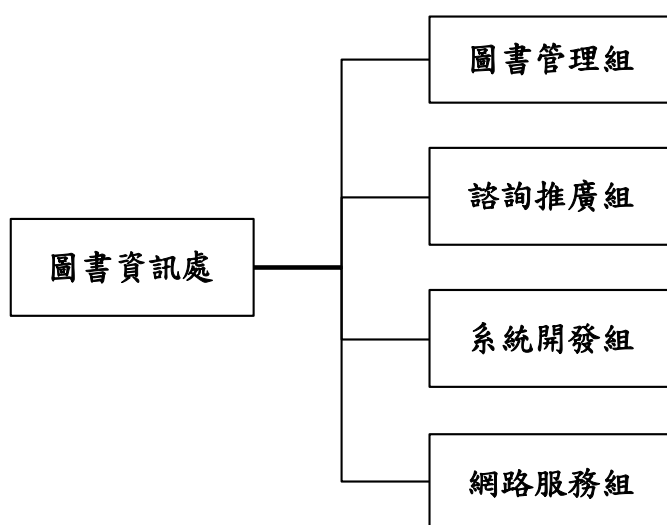 圖書管理組
諮詢推廣組
圖書資訊處
系統開發組
網路服務組